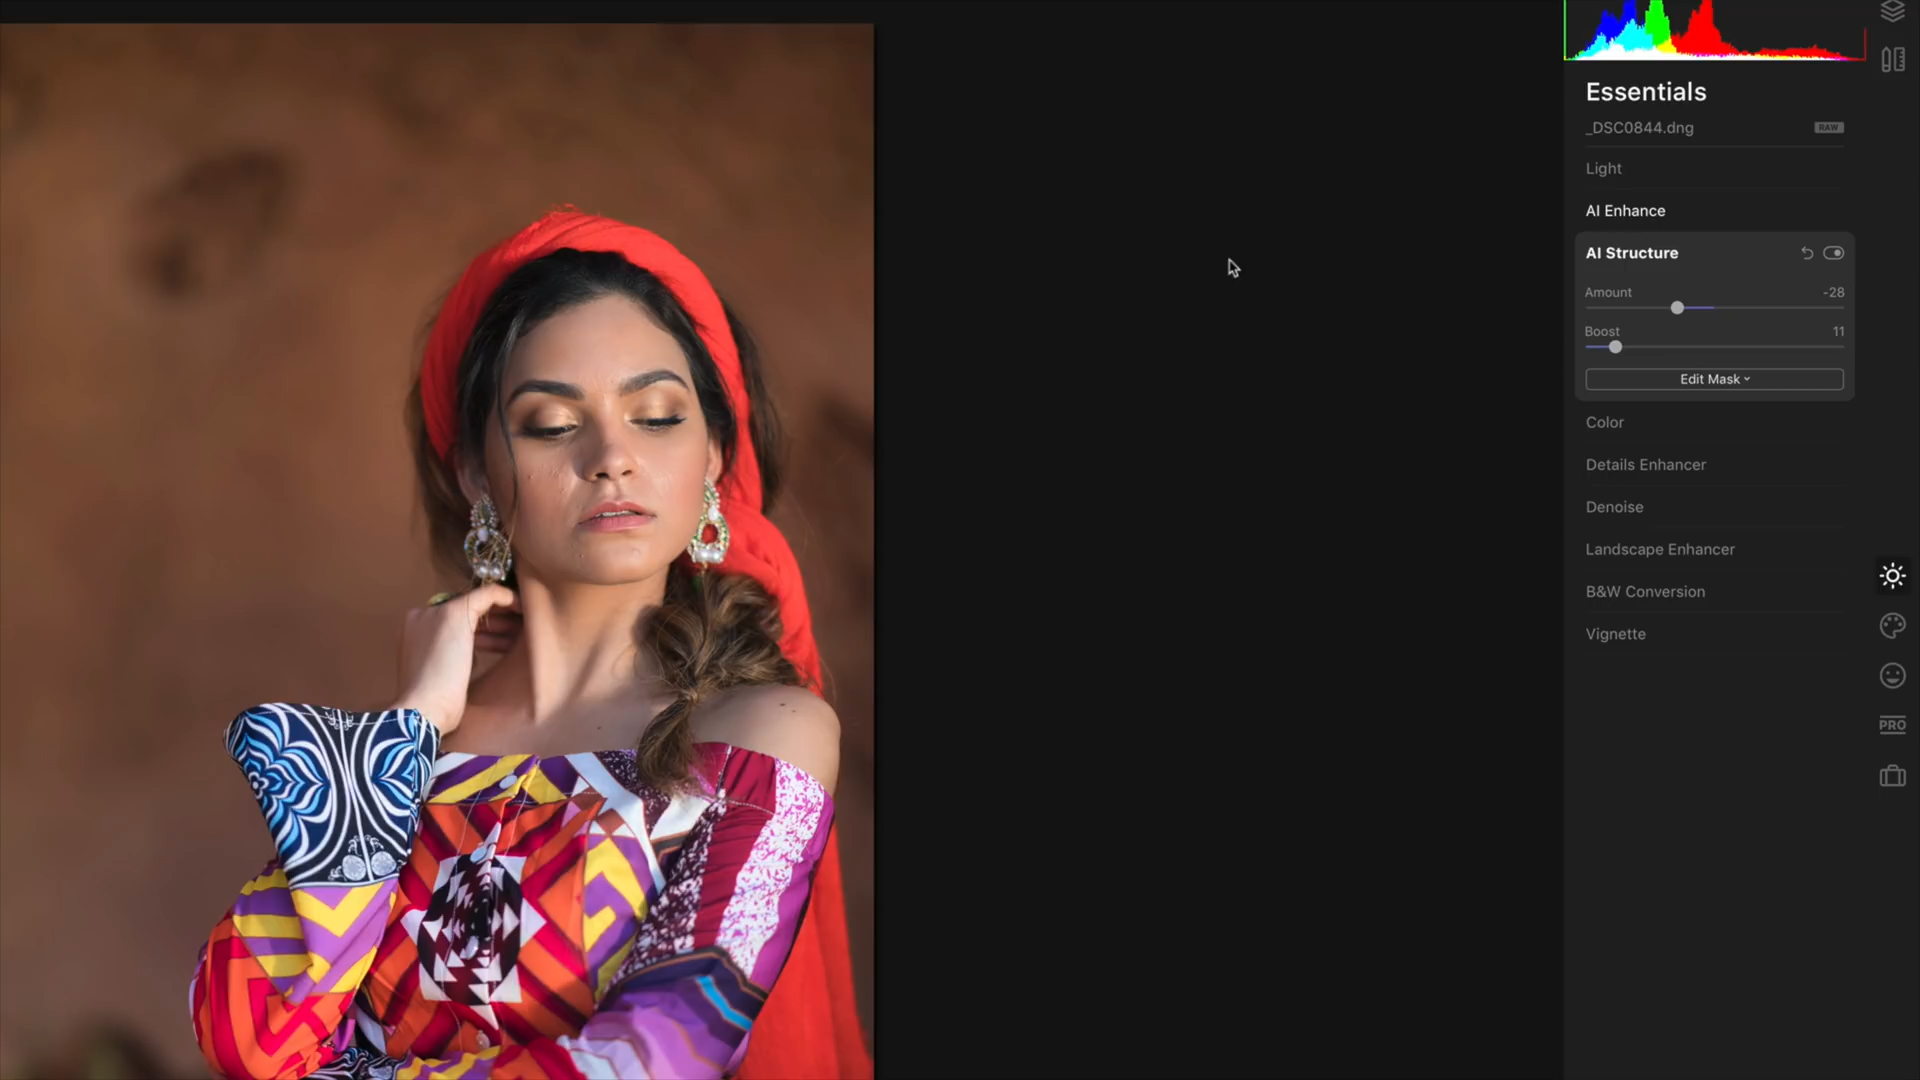 Essentials
_DSC0844.dng RAW
Light
AI Enhance
AI Structure
Amount -28
Boost 11
Edit Mask
Color
Details Enhancer
Denoise
Landscape Enhancer
B&W Conversion
PRO
Vignette